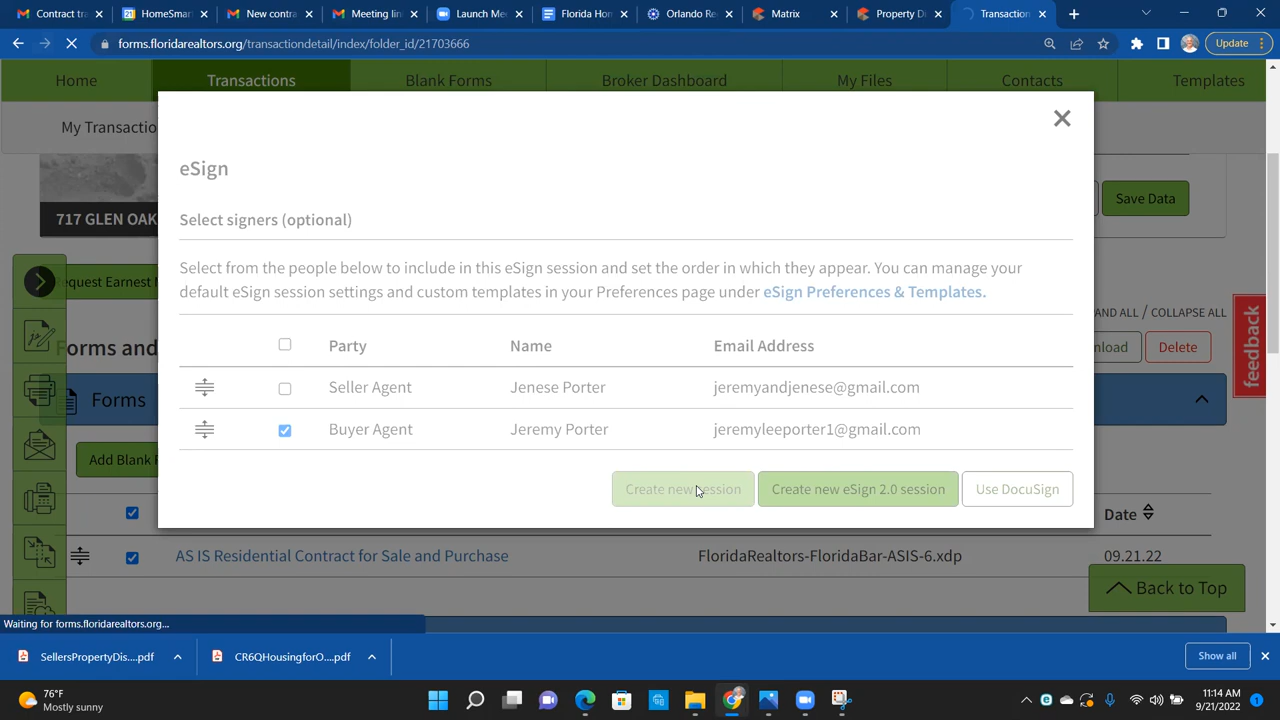 Contract tra
HomeSmar
New contra
Meeting lin
Launch Me
Florida Hon
Orlando Re
Matrix
Property Di
Transaction
forms.floridarealtors.org/transactiondetail/index/folder_id/21703666
Update
Home
Transactions
Blank Forms
Broker Dashboard
My Files
Contacts
Templates
My Transactio
eSign
Select signers (optional)
717 GLEN OAK
Save Data
Select from the people below to include in this eSign session and set the order in which they appear. You can manage your
default eSign session settings and custom templates in your Preferences page under eSign Preferences & Templates.
Request Earnest M
AND ALL / COLLAPSE ALL
Forms and
Party Name Email Address
nload
Delete
feedback
Seller Agent Jenese Porter jeremyandjenese@gmail.com
Forms
Buyer Agent Jeremy Porter jeremyleeporter1@gmail.com
Add Blank F
Create new session
Create new eSign 2.0 session
Use DocuSign
Date
AS IS Residential Contract for Sale and Purchase FloridaRealtors-FloridaBar-ASIS-6.xdp 09.21.22
Back to Top
Waiting for forms.floridarealtors.org...
SellersPropertyDis....pdf
CR6QHousingforO....pdf
Show all
76°F
Mostly sunny
11:14 AM
9/21/2022